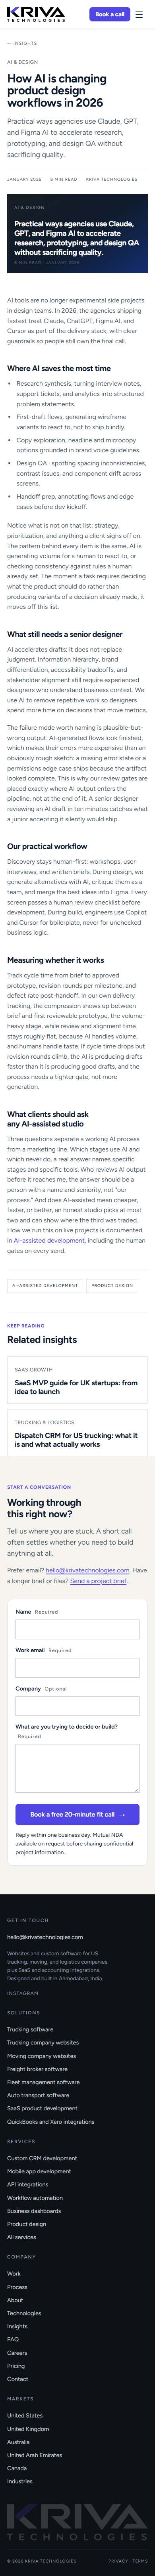 KRIVA
TECHNOLOGIES
Book a call
← INSIGHTS
AI & DESIGN
How AI is changing
product design
workflows in 2026
Practical ways agencies use Claude, GPT,
and Figma AI to accelerate research,
prototyping, and design QA without
sacrificing quality.
JANUARY 2026 8 MIN READ KRIVA TECHNOLOGIES
AI & DESIGN
Practical ways agencies use Claude,
GPT, and Figma AI to accelerate
research, prototyping, and design QA
without sacrificing quality.
8 MIN READ · JANUARY 2026
AI tools are no longer experimental side projects
in design teams. In 2026, the agencies shipping
fastest treat Claude, ChatGPT, Figma AI, and
Cursor as part of the delivery stack, with clear
guardrails so people still own the final call.
Where AI saves the most time
• Research synthesis, turning interview notes,
support tickets, and analytics into structured
problem statements.
• First-draft flows, generating wireframe
variants to react to, not to ship blindly.
• Copy exploration, headline and microcopy
options grounded in brand voice guidelines.
• Design QA · spotting spacing inconsistencies,
contrast issues, and component drift across
screens.
• Handoff prep, annotating flows and edge
cases before dev kickoff.
Notice what is not on that list: strategy,
prioritization, and anything a client signs off on.
The pattern behind every item is the same, AI is
generating volume for a human to react to, or
checking consistency against rules a human
already set. The moment a task requires deciding
what the product should do rather than
producing variants of a decision already made, it
moves off this list.
What still needs a senior designer
AI accelerates drafts; it does not replace
judgment. Information hierarchy, brand
differentiation, accessibility tradeoffs, and
stakeholder alignment still require experienced
designers who understand business context. We
use AI to remove repetitive work so designers
spend more time on decisions that move metrics.
The failure mode worth naming is plausible-but-
wrong output. AI-generated flows look finished,
which makes their errors more expensive than an
obviously rough sketch. A senior eye catches the
onboarding step that violates a permission model
or the empty state copy that overpromises; a
permissions edge case ships because the artifact
looked complete. This is why our review gates are
placed exactly where AI output enters the
pipeline, not at the end of it. A senior designer
reviewing an AI draft in ten minutes is what stops
a junior accepting it silently would ship.
Our practical workflow
Discovery stays human-first: workshops, user
interviews, and written briefs. During design, we
generate alternatives with AI, critique them as a
team, and refine in Figma. Every screen that uses
AI-assisted ideas passes a human review
checklist before development. During build, engineers use Copilot
and Cursor for boilerplate, never for unchecked
business logic.
Measuring whether it works
Track cycle time from brief to approved
prototype, revision rounds per milestone, and
defect rate post-handoff. In our own delivery
data, the biggest shift shows up between initial
brief and first reviewable prototype, the volume-
heavy stage, while review and alignment time
stays roughly flat, because AI handles volume,
and humans handle judgment. If cycle time drops but
revision rounds climb, the AI is producing drafts
faster than it is producing good drafts, and the
process needs a tighter gate, not more
generation.
What clients should ask
any AI-assisted studio
Three questions separate a working AI process
from a marketing line. Which stages use AI and
which never do, a real answer names specific
stages and specific tools. Who reviews AI output
before it reaches me, the answer should be a
person with a name and seniority, not "our
process." And does AI-assisted mean cheaper,
faster, or better, an honest studio picks at most
two and can show where the third was traded.
How we run this on live projects is documented
in AI-assisted development, including the human
gates on every send.
AI-ASSISTED DEVELOPMENT
PRODUCT DESIGN
KEEP READING
Related insights
SAAS GROWTH
SaaS MVP guide for UK startups: from
idea to launch
TRUCKING & LOGISTICS
Dispatch CRM for US trucking: what it
is and what actually works
START A CONVERSATION
Working through
this right now?
Tell us where you are stuck. A short call
often settles whether you need to build
anything at all.
Prefer email? hello@krivatechnologies.com. Have
a longer brief or files? Send a project brief.
Name Required
Work email Required
Company Optional
What are you trying to decide or build?
Required
Book a free 20-minute fit call →
Reply within one business day. Mutual NDA
available on request before sharing confidential
project information.
GET IN TOUCH
hello@krivatechnologies.com
Websites and custom software for US
trucking, moving, and logistics companies,
plus SaaS and accounting integrations.
Designed and built in Ahmedabad, India.
INSTAGRAM
SOLUTIONS
Trucking software
Trucking company websites
Moving company websites
Freight broker software
Fleet management software
Auto transport software
SaaS product development
QuickBooks and Xero integrations
SERVICES
Custom CRM development
Mobile app development
API integrations
Workflow automation
Business dashboards
Product design
All services
COMPANY
Work
Process
About
Technologies
Insights
FAQ
Careers
Pricing
Contact
MARKETS
United States
United Kingdom
Australia
United Arab Emirates
Canada
Industries
KRIVA
TECHNOLOGIES
© 2026 KRIVA TECHNOLOGIES PRIVACY · TERMS